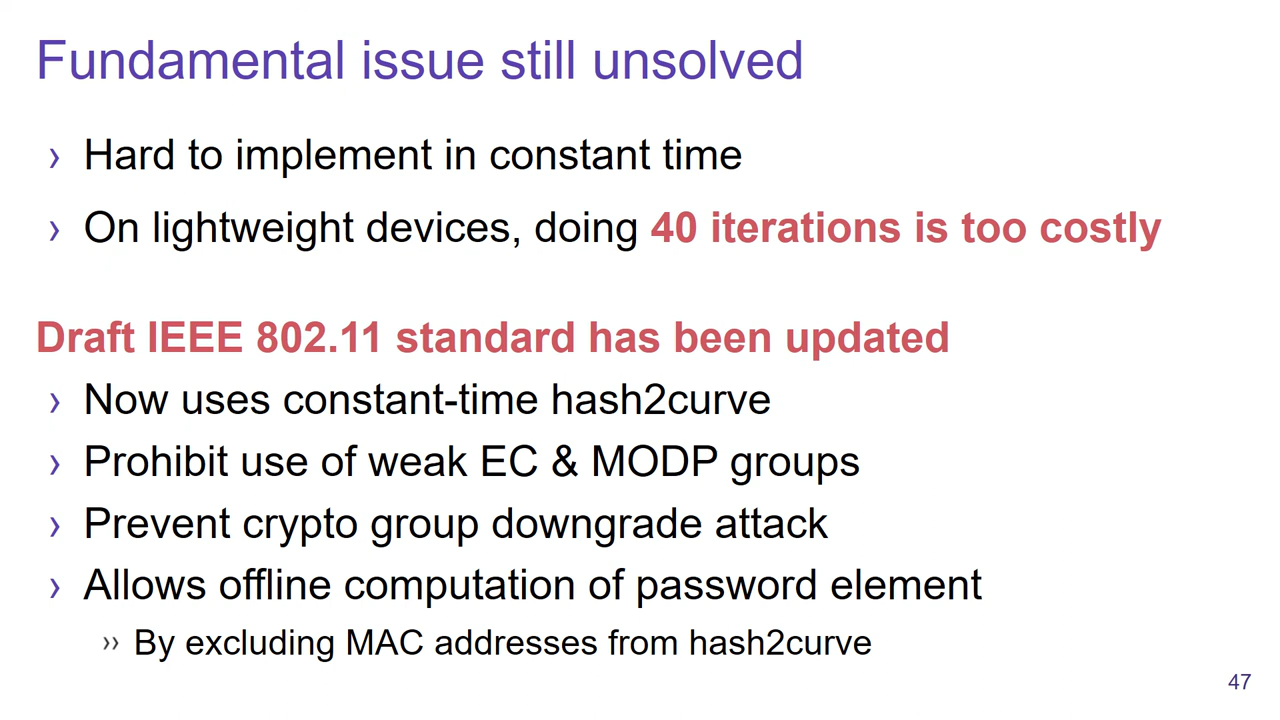 Fundamental issue still unsolved
› Hard to implement in constant time
› On lightweight devices, doing 40 iterations is too costly
Draft IEEE 802.11 standard has been updated
› Now uses constant-time hash2curve
› Prohibit use of weak EC & MODP groups
› Prevent crypto group downgrade attack
› Allows offline computation of password element
›› By excluding MAC addresses from hash2curve
47